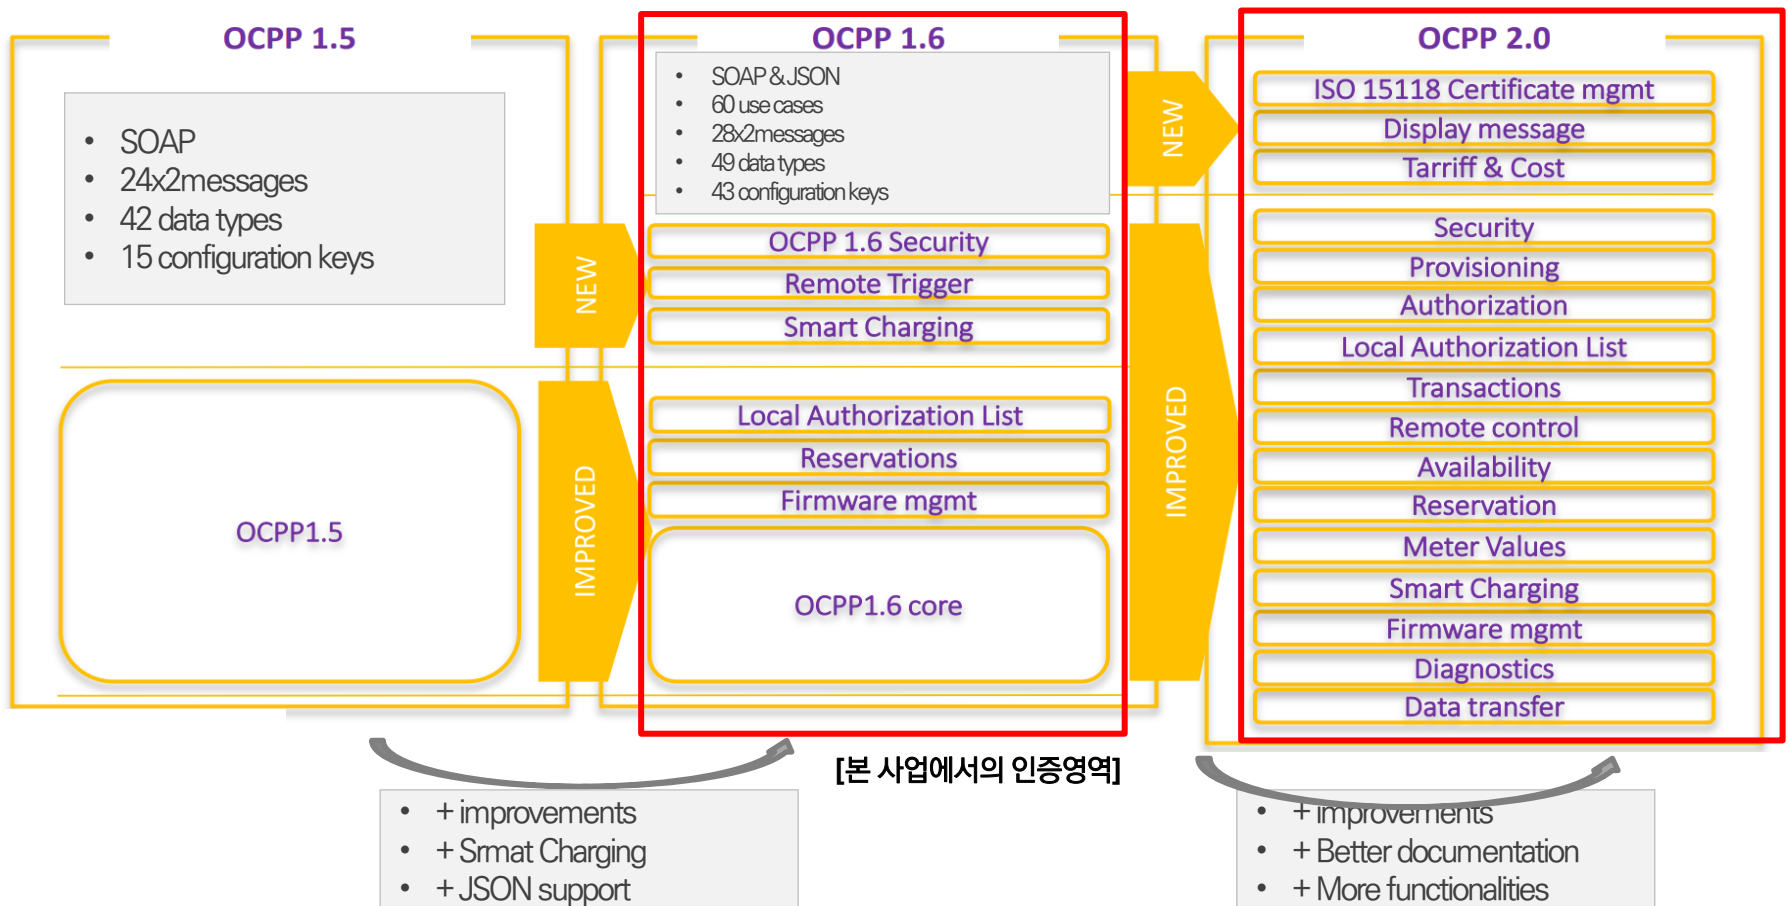 OCPP 1.5
• SOAP
• 24x2messages
• 42 data types
• 15 configuration keys
OCPP1.5
NEW
IMPROVED
OCPP 1.6
• SOAP & JSON
• 60 use cases
• 28x2messages
• 49 data types
• 43 configuration keys
OCPP 1.6 Security
Remote Trigger
Smart Charging
Local Authorization List
Reservations
Firmware mgmt
OCPP1.6 core
NEW
IMPROVED
OCPP 2.0
ISO 15118 Certificate mgmt
Display message
Tarriff & Cost
Security
Provisioning
Authorization
Local Authorization List
Transactions
Remote control
Availability
Reservation
Meter Values
Smart Charging
Firmware mgmt
Diagnostics
Data transfer
[본 사업에서의 인증영역]
• + improvements
• + Srmat Charging
• + JSON support
• + improvements
• + Better documentation
• + More functionalities